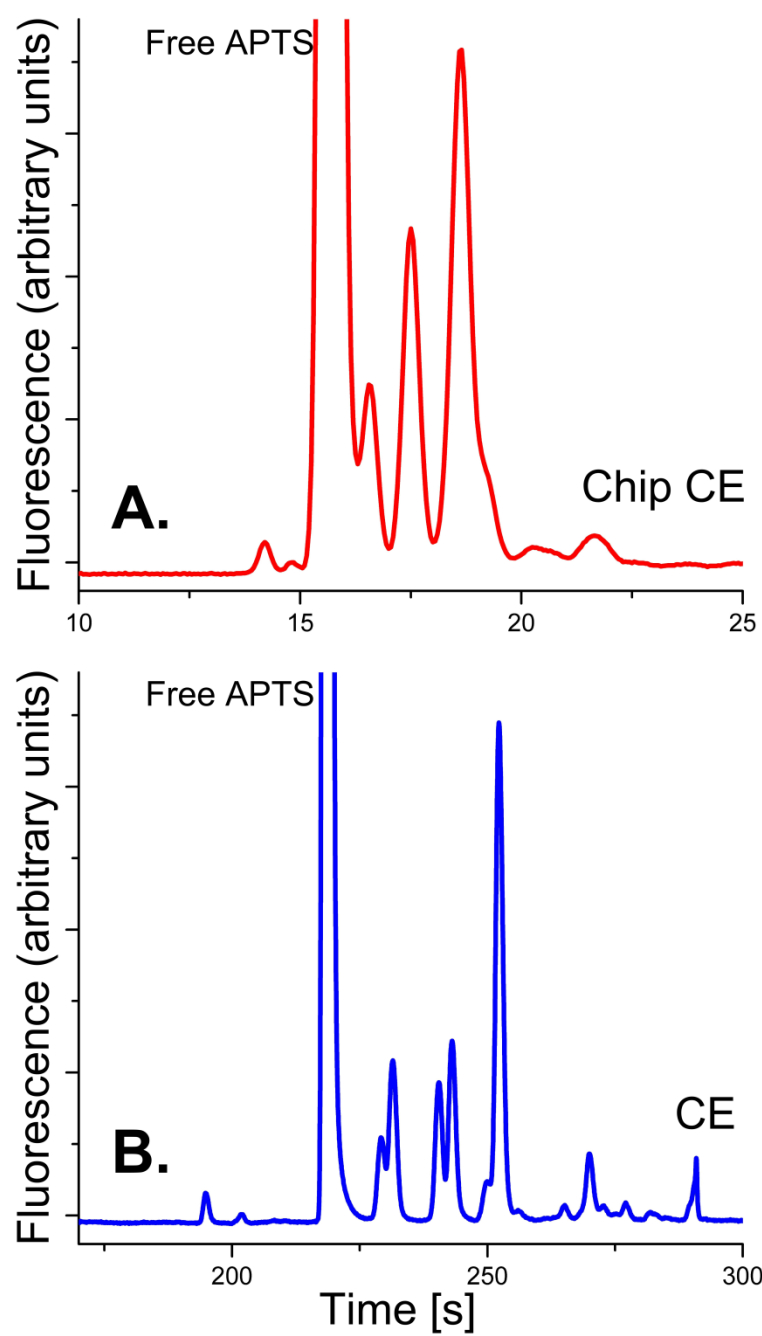 Free APTS
Fluorescence (arbitrary units)
A.
Chip CE
10 15 20 25
Free APTS
Fluorescence (arbitrary units)
B.
CE
200 250 300
Time [s]